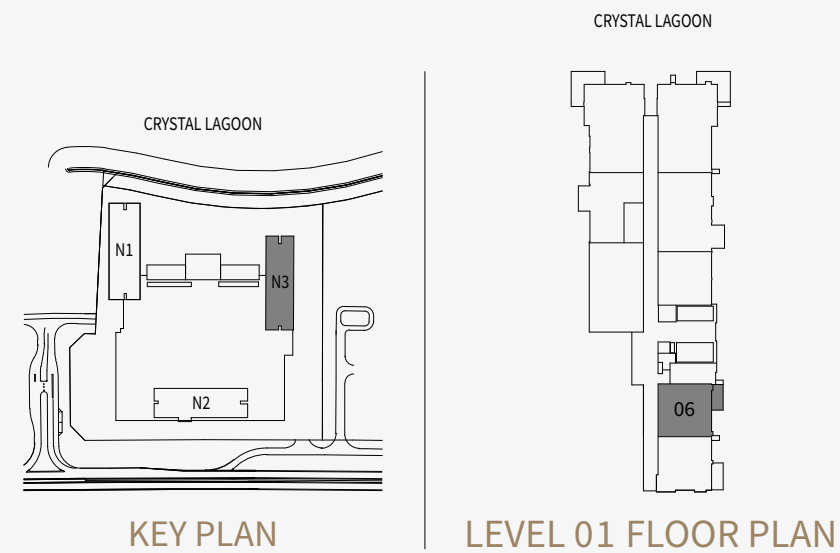 CRYSTAL LAGOON
N1
N3
N2
KEY PLAN
CRYSTAL LAGOON
06
LEVEL 01 FLOOR PLAN